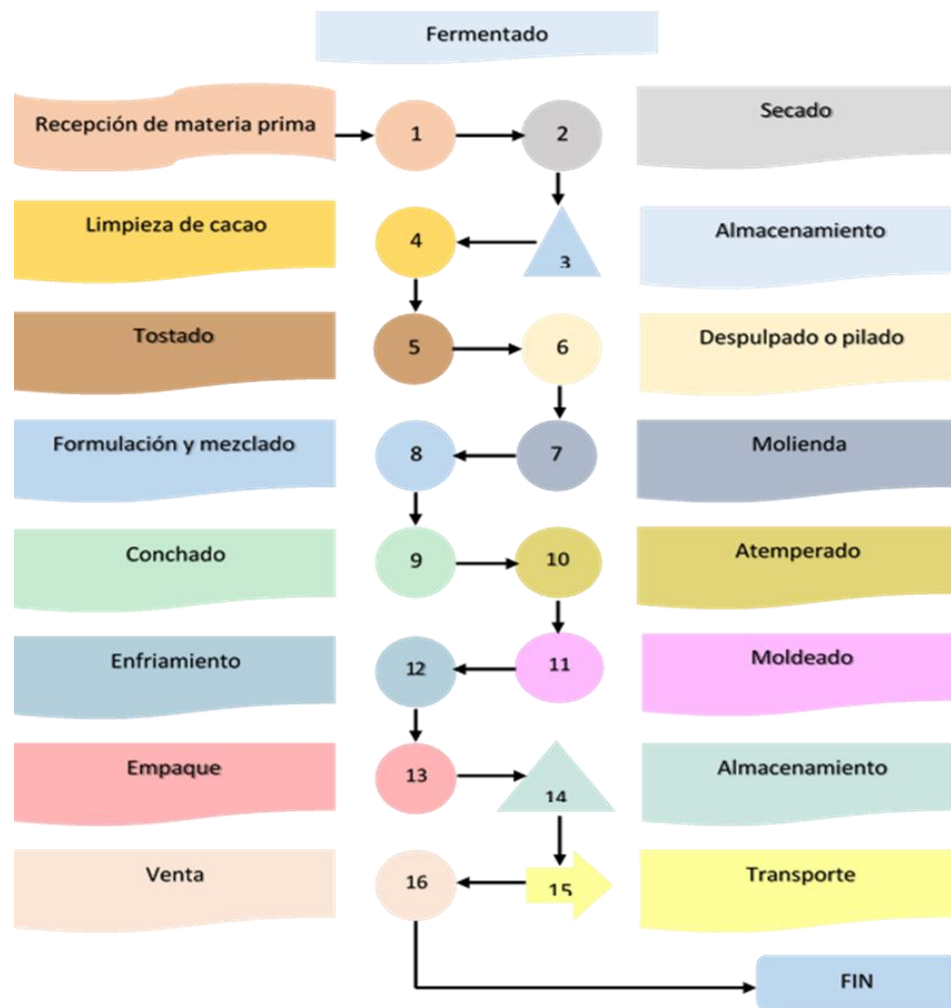 Fermentado
Recepción de materia prima
1
2
Secado
Limpieza de cacao
4
3
Almacenamiento
Tostado
5
6
Despulpado o pilado
Formulación y mezclado
8
7
Molienda
Conchado
9
10
Atemperado
Enfriamiento
12
11
Moldeado
Empaque
13
14
Almacenamiento
Venta
16
15
Transporte
FIN